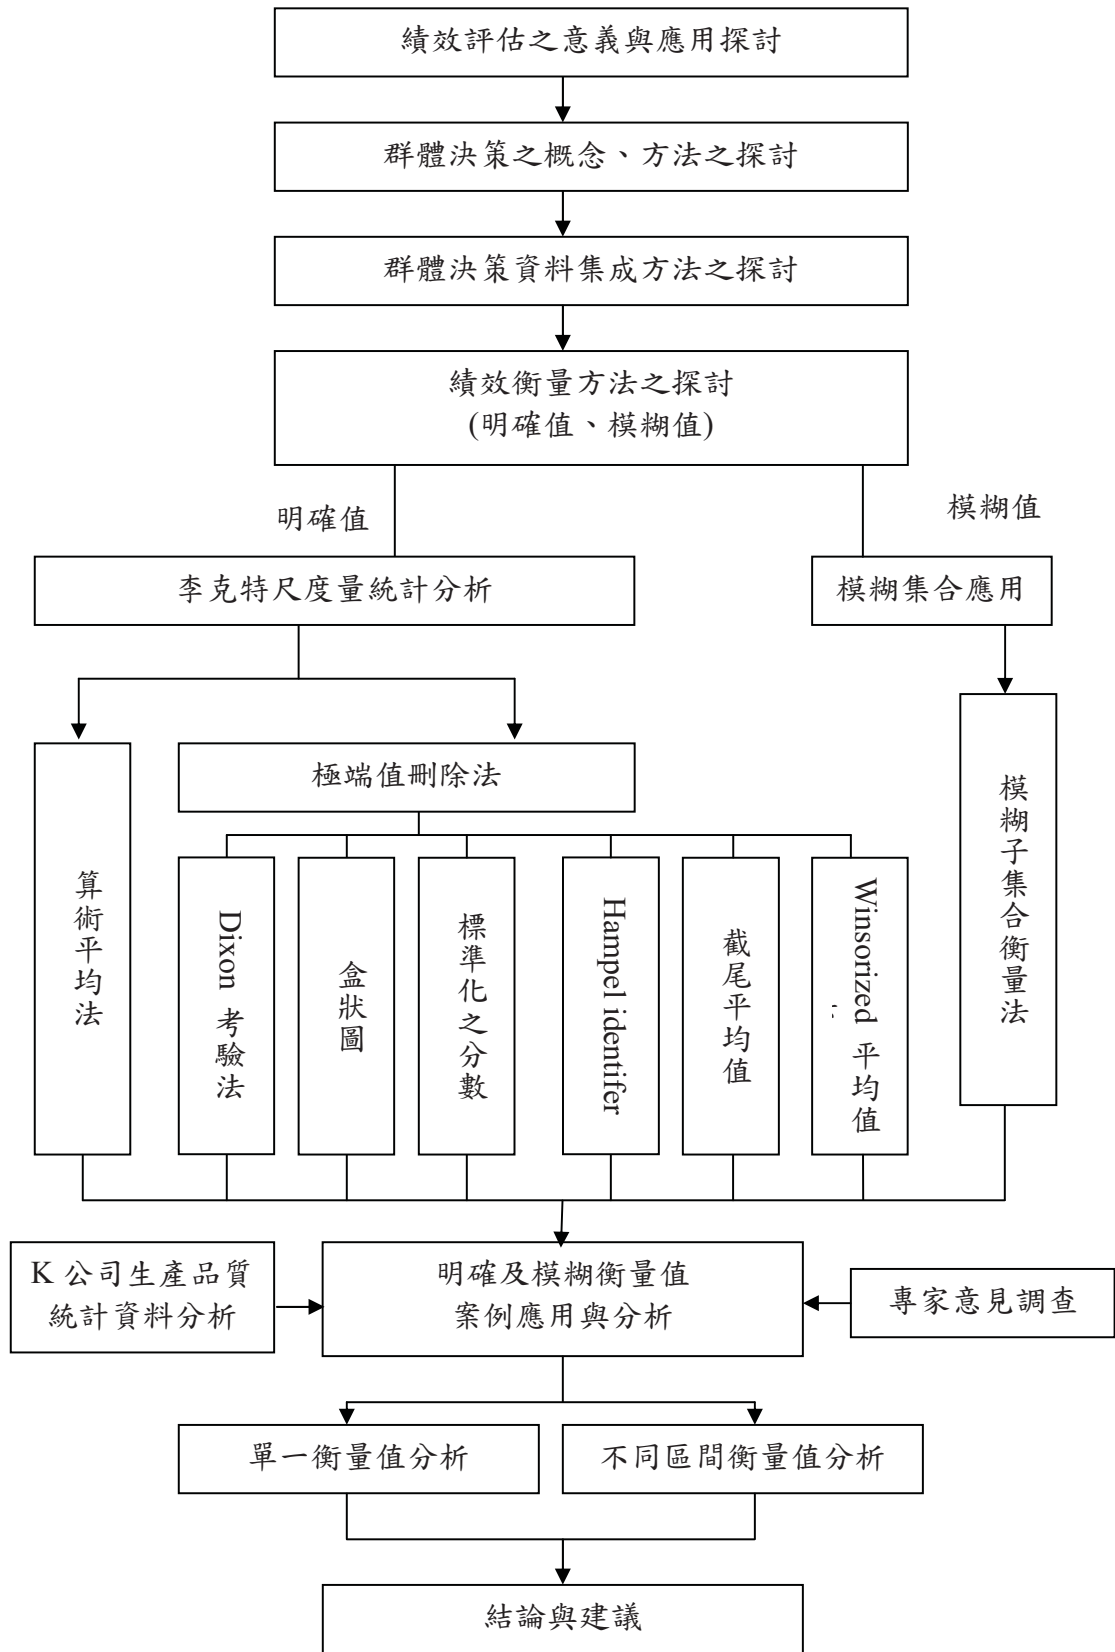 績效評估之意義與應用探討
群體決策之概念、方法之探討
群體決策資料集成方法之探討
績效衡量方法之探討
(明確值、模糊值)
明確值
模糊值
李克特尺度量統計分析
模糊集合應用
算術平均法
極端值刪除法
Dixon 考驗法
盒狀圖
標準化之分數
Hampel identifer
截尾平均值
Winsorized 平均值
模糊子集合衡量法
K 公司生產品質
統計資料分析
明確及模糊衡量值
案例應用與分析
專家意見調查
單一衡量值分析
不同區間衡量值分析
結論與建議